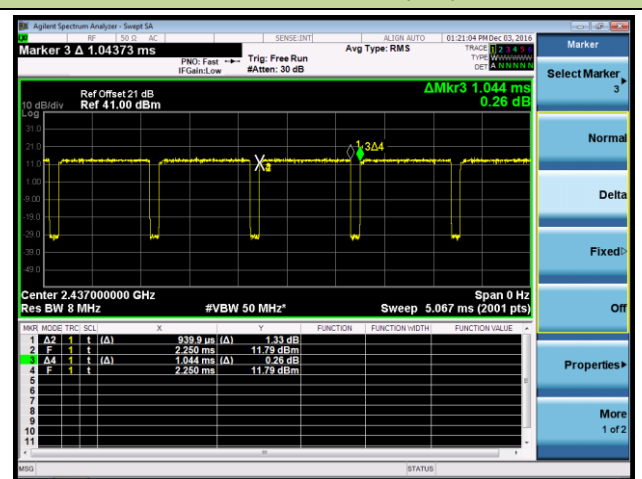 Agilent Spectrum Analyzer - Swept SA
RF 50 Ω AC SENSE:INT ALIGN AUTO 01:21:04 PM Dec 03, 2016
Marker 3 Δ 1.04373 ms
PNO: Fast Trig: Free Run Avg Type: RMS TRACE 1 2 3 4 5 6
IFGain:Low #Atten: 30 dB TYPE WWWWWW
DET A N N N N N
Marker
Select Marker
3
Normal
Delta
Fixed
Off
Properties
More
1 of 2
Ref Offset 21 dB ΔMkr3 1.044 ms
10 dB/div Ref 41.00 dBm 0.26 dB
Log
31.0
21.0
11.0
1.00
-9.00
-19.0
-29.0
-39.0
-49.0
3Δ4
Center 2.437000000 GHz Span 0 Hz
Res BW 8 MHz #VBW 50 MHz* Sweep 5.067 ms (2001 pts)
MKR MODE TRC SCL X Y FUNCTION FUNCTION WIDTH FUNCTION VALUE
1 Δ2 1 t (Δ) 939.9 µs (Δ) 1.33 dB
2 F 1 t 2.250 ms 11.79 dBm
3 Δ4 1 t (Δ) 1.044 ms (Δ) 0.26 dB
4 F 1 t 2.250 ms 11.79 dBm
5
6
7
8
9
10
11
MSG STATUS